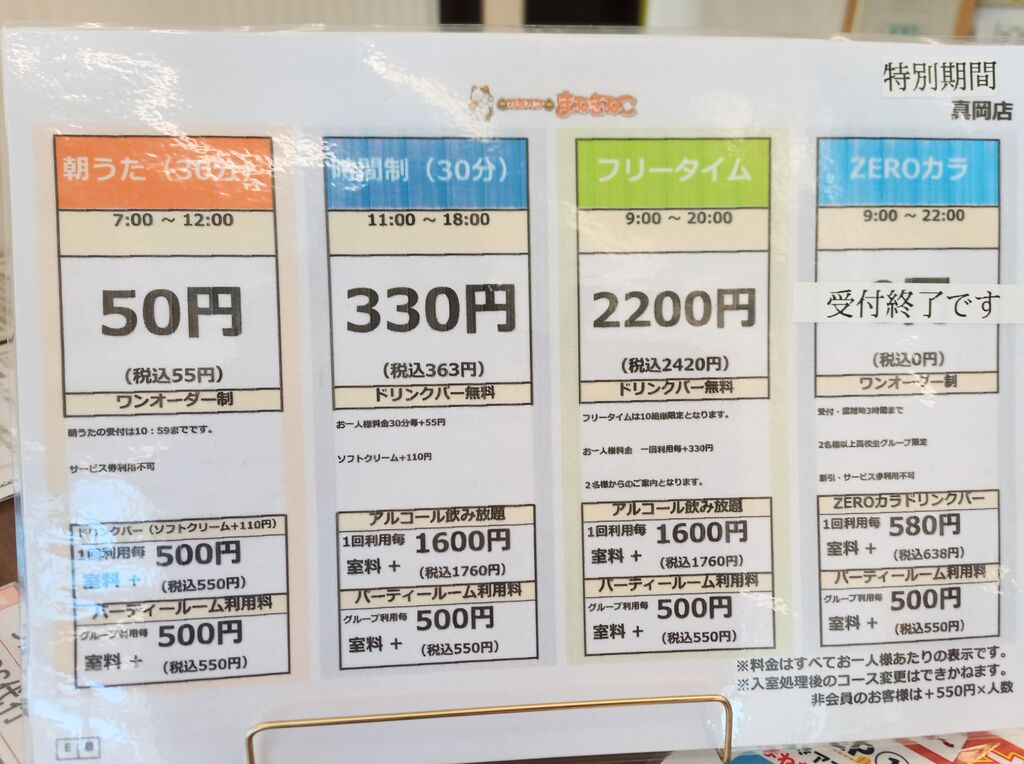 特別期間
真岡店
カラオケ まねきねこ
朝うた（30分）
7:00 ～ 12:00
50円
（税込55円）
ワンオーダー制
朝うたの受付は10：59までです。
サービス券利用不可
ドリンクバー（ソフトクリーム+110円）
1回利用毎 500円
室料 + （税込550円）
パーティールーム利用料
グループ利用毎 500円
室料 + （税込550円）
時間制（30分）
11:00 ～ 18:00
330円
（税込363円）
ドリンクバー無料
お一人様料金30分毎+55円
ソフトクリーム+110円
アルコール飲み放題
1回利用毎 1600円
室料 + （税込1760円）
パーティールーム利用料
グループ利用毎 500円
室料 + （税込550円）
フリータイム
9:00 ～ 20:00
2200円
（税込2420円）
ドリンクバー無料
フリータイムは10組様限定となります。
お一人様料金 一回利用毎+330円
２名様からのご案内となります。
アルコール飲み放題
1回利用毎 1600円
室料 + （税込1760円）
パーティールーム利用料
グループ利用毎 500円
室料 + （税込550円）
ZEROカラ
9:00 ～ 22:00
受付終了です
（税込0円）
ワンオーダー制
受付・混雑時3時間まで
2名様以上高校生グループ限定
割引・サービス券利用不可
ZEROカラドリンクバー
1回利用毎 580円
室料 + （税込638円）
パーティールーム利用料
グループ利用毎 500円
室料 + （税込550円）
※料金はすべてお一人様あたりの表示です。
※入室処理後のコース変更はできかねます。
非会員のお客様は＋550円×人数